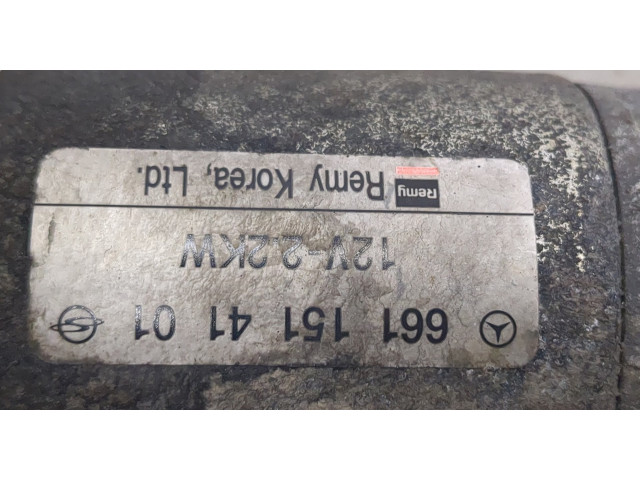 661 151 41 01
12V-2.2KW
Remy Remy Korea, Ltd.